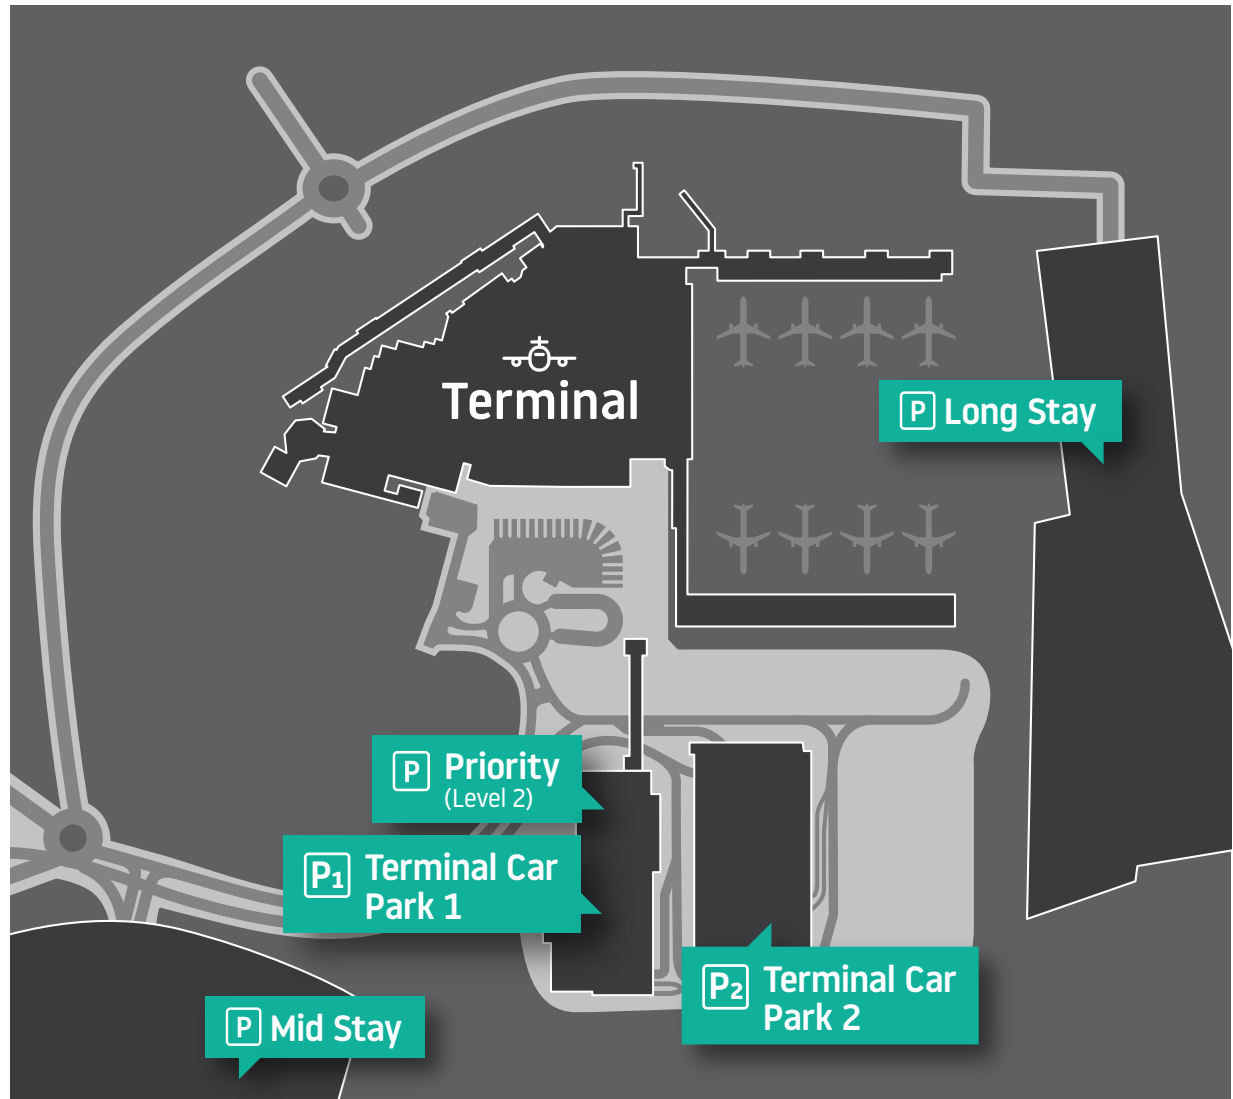 Terminal
P Long Stay
P Priority
(Level 2)
P1 Terminal Car
Park 1
P2 Terminal Car
Park 2
P Mid Stay